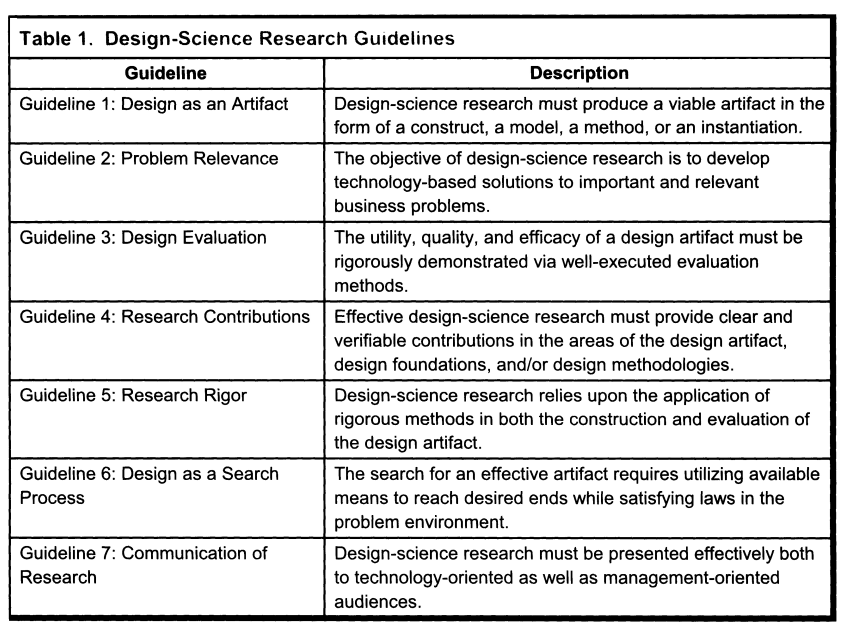 Table 1. Design-Science Research Guidelines
Guideline
Description
Guideline 1: Design as an Artifact
Design-science research must produce a viable artifact in the
form of a construct, a model, a method, or an instantiation.
Guideline 2: Problem Relevance
The objective of design-science research is to develop
technology-based solutions to important and relevant
business problems.
Guideline 3: Design Evaluation
The utility, quality, and efficacy of a design artifact must be
rigorously demonstrated via well-executed evaluation
methods.
Guideline 4: Research Contributions
Effective design-science research must provide clear and
verifiable contributions in the areas of the design artifact,
design foundations, and/or design methodologies.
Guideline 5: Research Rigor
Design-science research relies upon the application of
rigorous methods in both the construction and evaluation of
the design artifact.
Guideline 6: Design as a Search
Process
The search for an effective artifact requires utilizing available
means to reach desired ends while satisfying laws in the
problem environment.
Guideline 7: Communication of
Research
Design-science research must be presented effectively both
to technology-oriented as well as management-oriented
audiences.